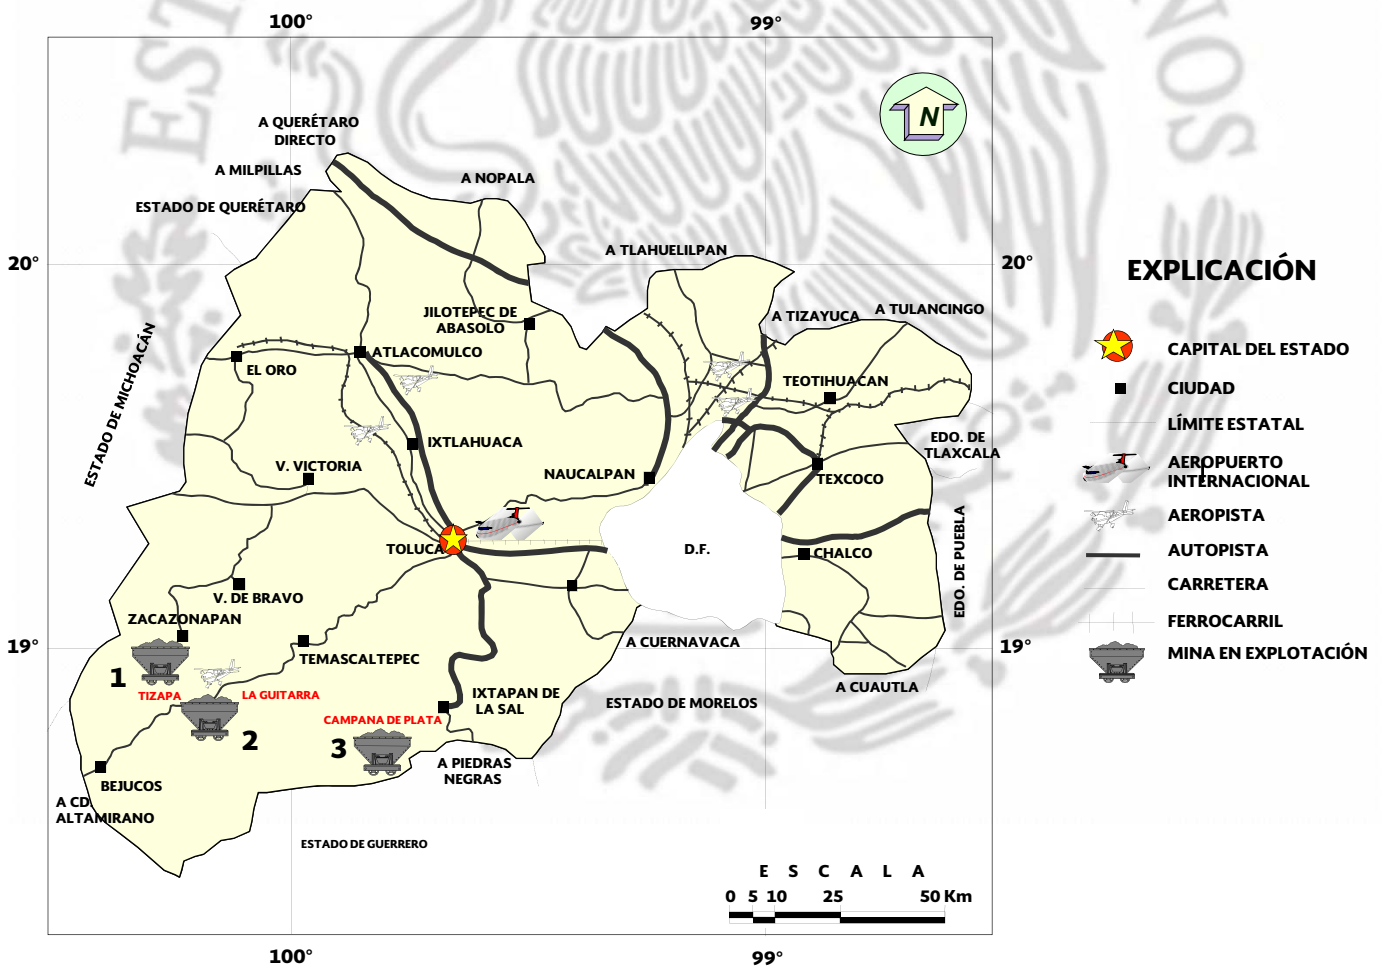 100°
99°
EST
NOS
A QUERÉTARO
DIRECTO
A MILPILLAS
A NOPALA
ESTADO DE QUERÉTARO
N
A TLAHUELILPAN
20°
20°
EXPLICACIÓN
JILOTEPEC DE
ABASOLO
A TIZAYUCA
A TULANCINGO
ESTADO DE MICHOACÁN
ATLACOMULCO
EL ORO
TEOTIHUACAN
CAPITAL DEL ESTADO
CIUDAD
LÍMITE ESTATAL
AEROPUERTO
INTERNACIONAL
AEROPISTA
AUTOPISTA
CARRETERA
FERROCARRIL
MINA EN EXPLOTACIÓN
IXTLAHUACA
EDO. DE
TLAXCALA
V. VICTORIA
NAUCALPAN
TEXCOCO
TOLUCA
D.F.
CHALCO
EDO. DE PUEBLA
V. DE BRAVO
ZACAZONAPAN
19°
19°
A CUERNAVACA
TEMASCALTEPEC
1
TIZAPA
LA GUITARRA
2
CAMPANA DE PLATA
3
IXTAPAN DE
LA SAL
ESTADO DE MORELOS
A CUAUTLA
A PIEDRAS
NEGRAS
BEJUCOS
A CD.
ALTAMIRANO
ESTADO DE GUERRERO
E S C A L A
0 5 10 25 50 Km
100°
99°